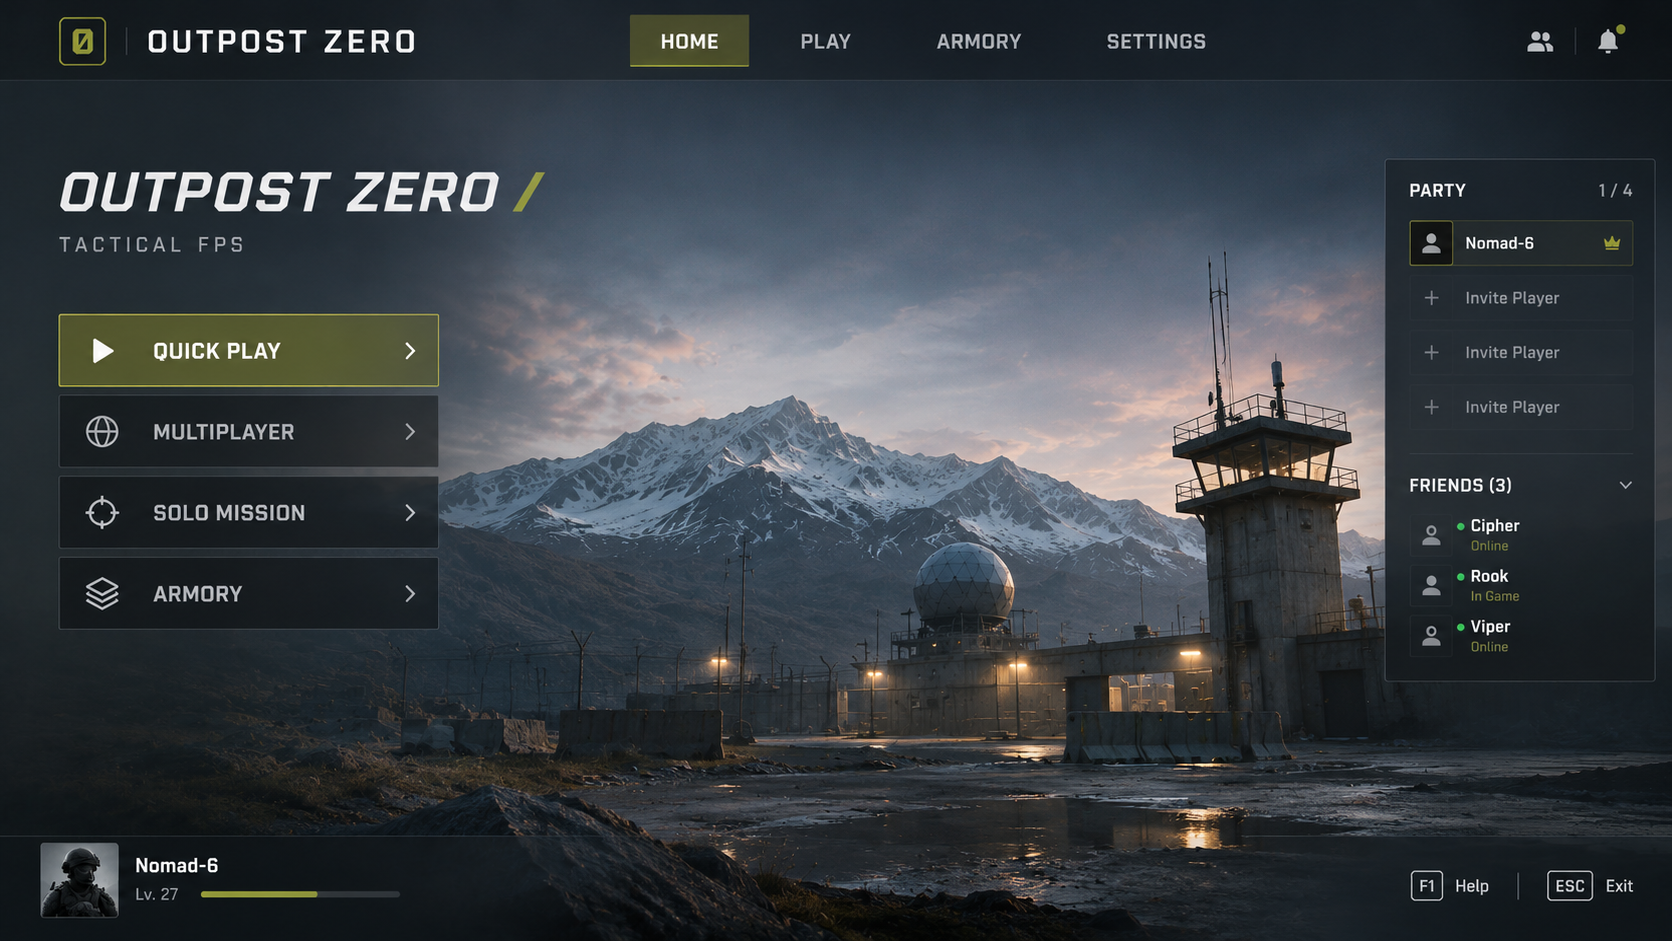 0
OUTPOST ZERO
HOME
PLAY
ARMORY
SETTINGS
OUTPOST ZERO /
TACTICAL FPS
QUICK PLAY
MULTIPLAYER
SOLO MISSION
ARMORY
PARTY
1 / 4
Nomad-6
+ Invite Player
+ Invite Player
+ Invite Player
FRIENDS (3)
Cipher
Online
Rook
In Game
Viper
Online
Nomad-6
Lv. 27
F1 Help
ESC Exit